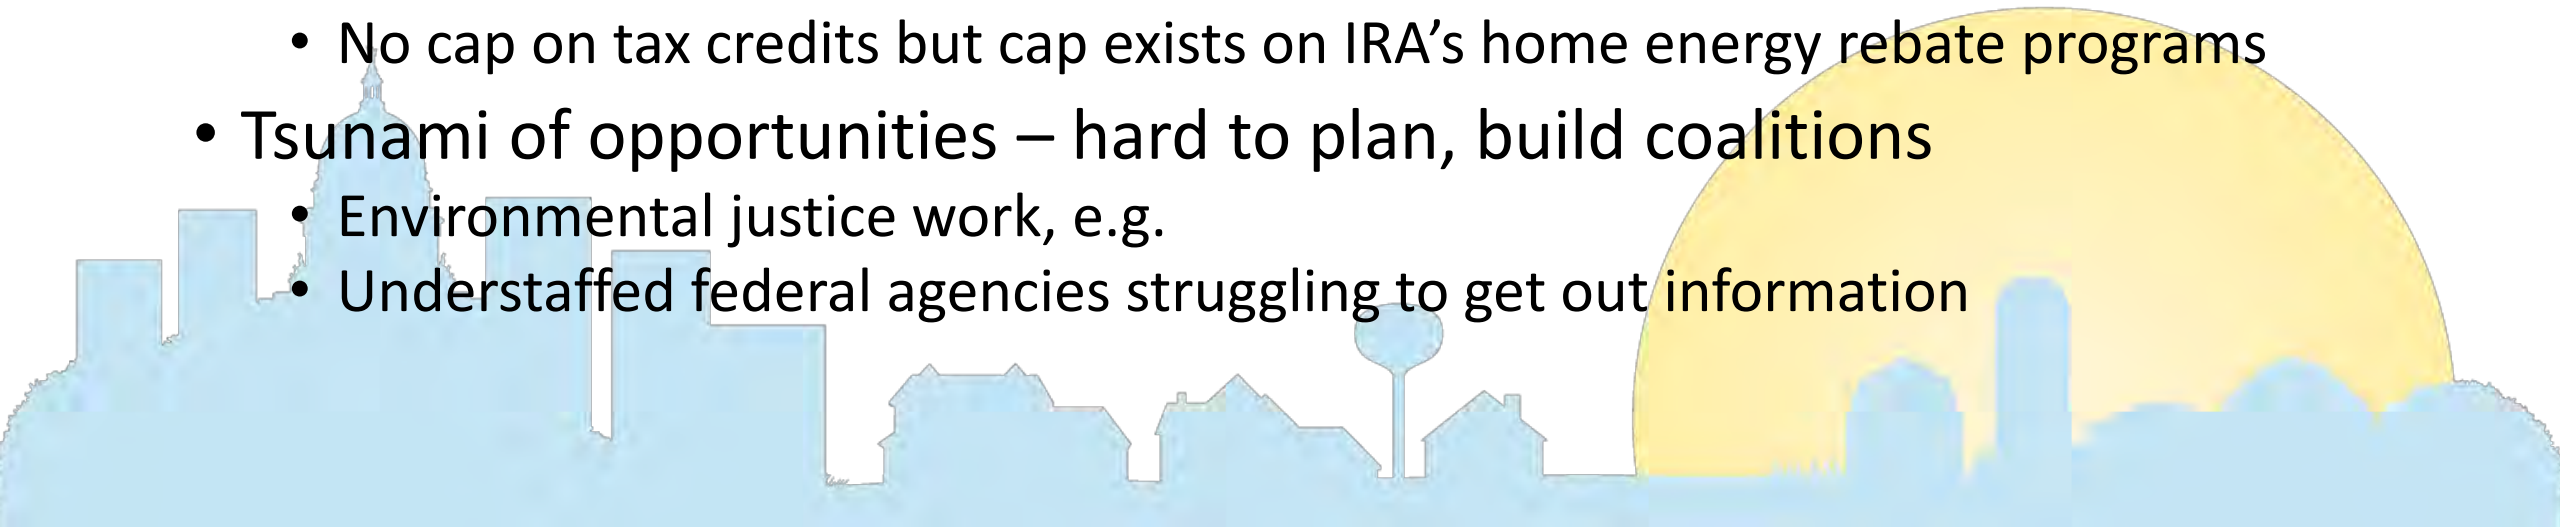 • No cap on tax credits but cap exists on IRA’s home energy rebate programs
• Tsunami of opportunities – hard to plan, build coalitions
• Environmental justice work, e.g.
• Understaffed federal agencies struggling to get out information